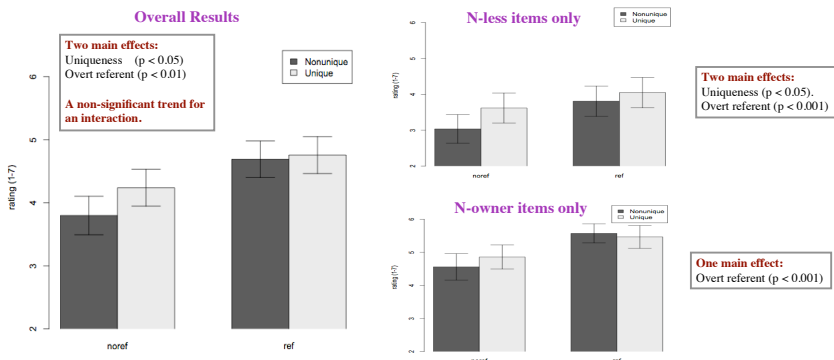 Overall Results
Two main effects:
Uniqueness (p < 0.05)
Overt referent (p < 0.01)
A non-significant trend for
an interaction.
Nonunique
Unique
rating (1-7)
6
5
4
3
2
noref
ref
N-less items only
Nonunique
Unique
rating (1-7)
6
5
4
3
2
noref
ref
Two main effects:
Uniqueness (p < 0.05).
Overt referent (p < 0.001)
N-owner items only
Nonunique
Unique
rating (1-7)
6
5
4
3
2
noref
ref
One main effect:
Overt referent (p < 0.001)